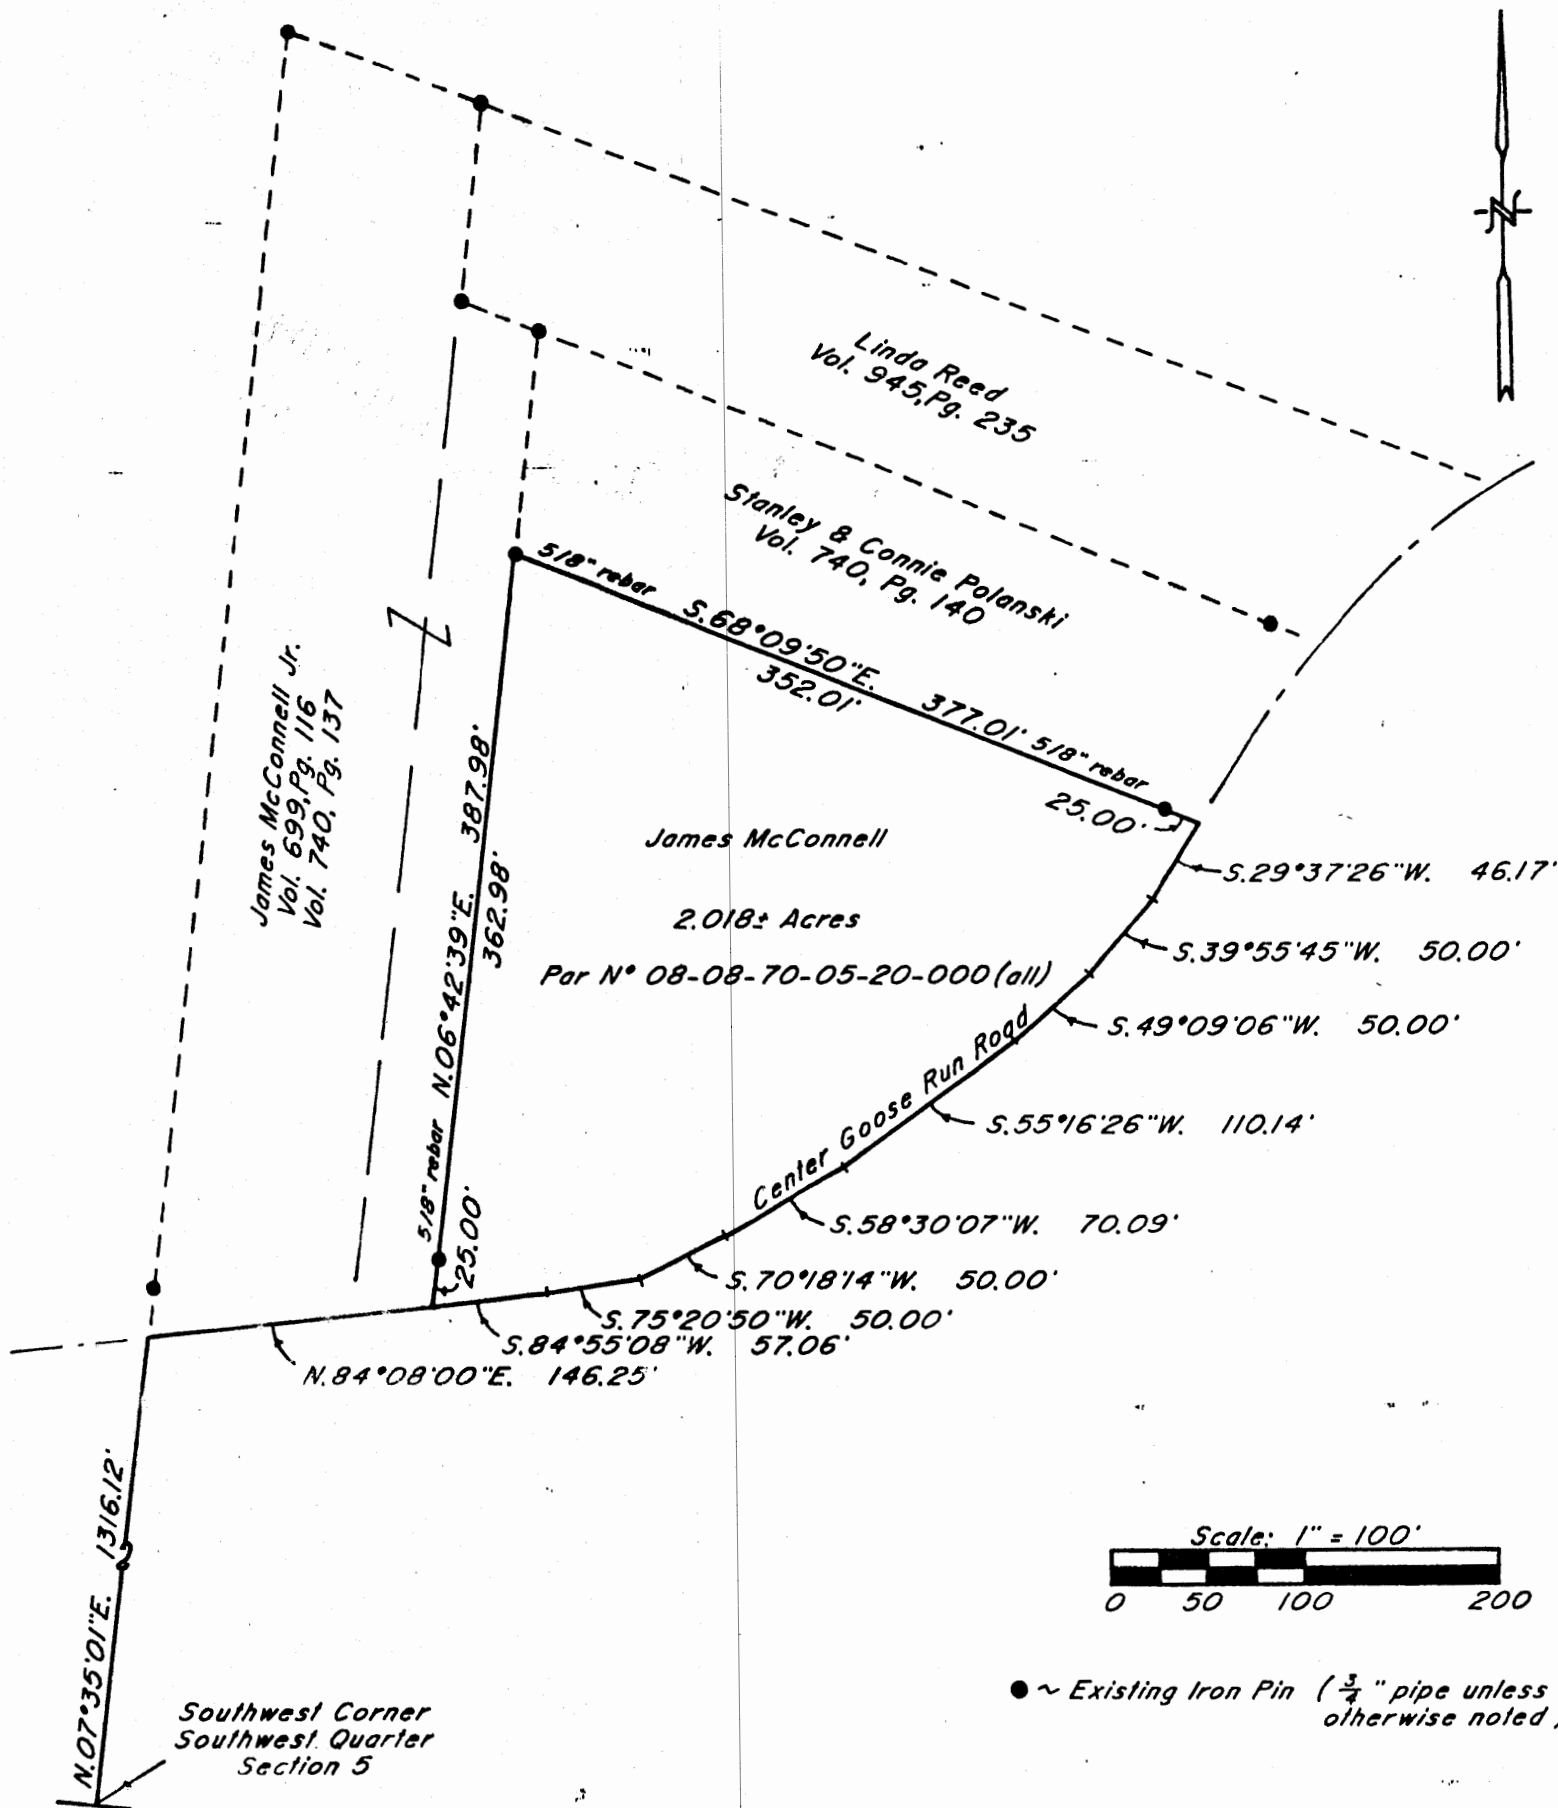 N
Linda Reed
Vol. 945, Pg. 235
Stanley & Connie Polanski
Vol. 740, Pg. 140
5/8" rebar
S.68°09'50"E. 377.01'
352.01'
5/8" rebar
25.00'
James McConnell Jr.
Vol. 699, Pg. 116
Vol. 740, Pg. 137
N.06°42'39"E. 387.98'
362.98'
5/8" rebar
25.00'
James McConnell
2.018± Acres
Par Nº 08-08-70-05-20-000 (all)
S.29°37'26"W. 46.17'
S.39°55'45"W. 50.00'
S.49°09'06"W. 50.00'
Center Goose Run Road
S.55°16'26"W. 110.14'
S.58°30'07"W. 70.09'
S.70°18'14"W. 50.00'
S.75°20'50"W. 50.00'
S.84°55'08"W. 57.06'
N.84°08'00"E. 146.25'
N.07°35'01"E. 1316.12'
Southwest Corner
Southwest Quarter
Section 5
Scale: 1" = 100'
0 50 100 200
~ Existing Iron Pin (3/4" pipe unless
otherwise noted)